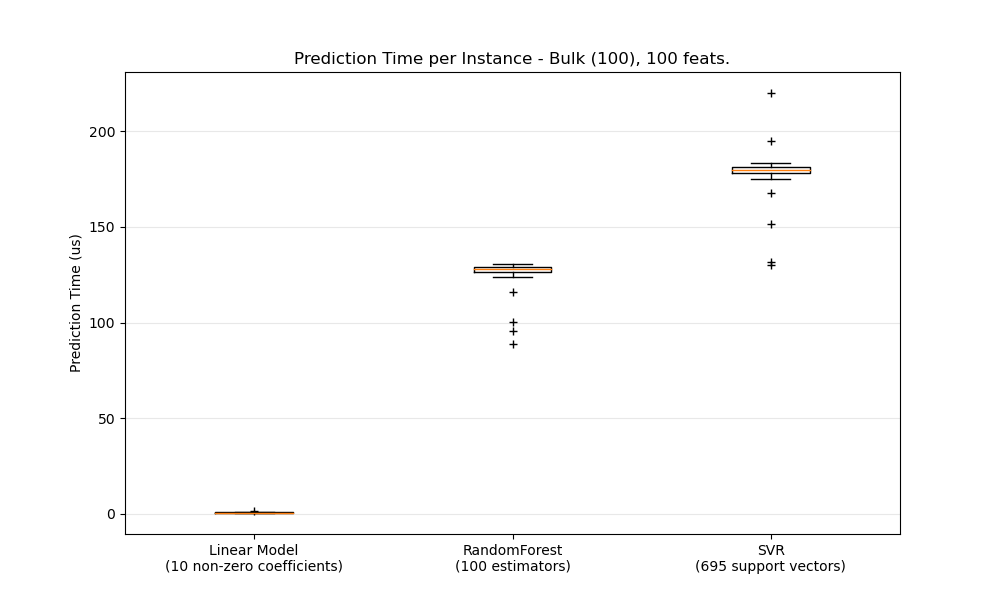 Prediction Time per Instance - Bulk (100), 100 feats.
Prediction Time (us)
200
150
100
50
0
Linear Model
(10 non-zero coefficients)
RandomForest
(100 estimators)
SVR
(695 support vectors)